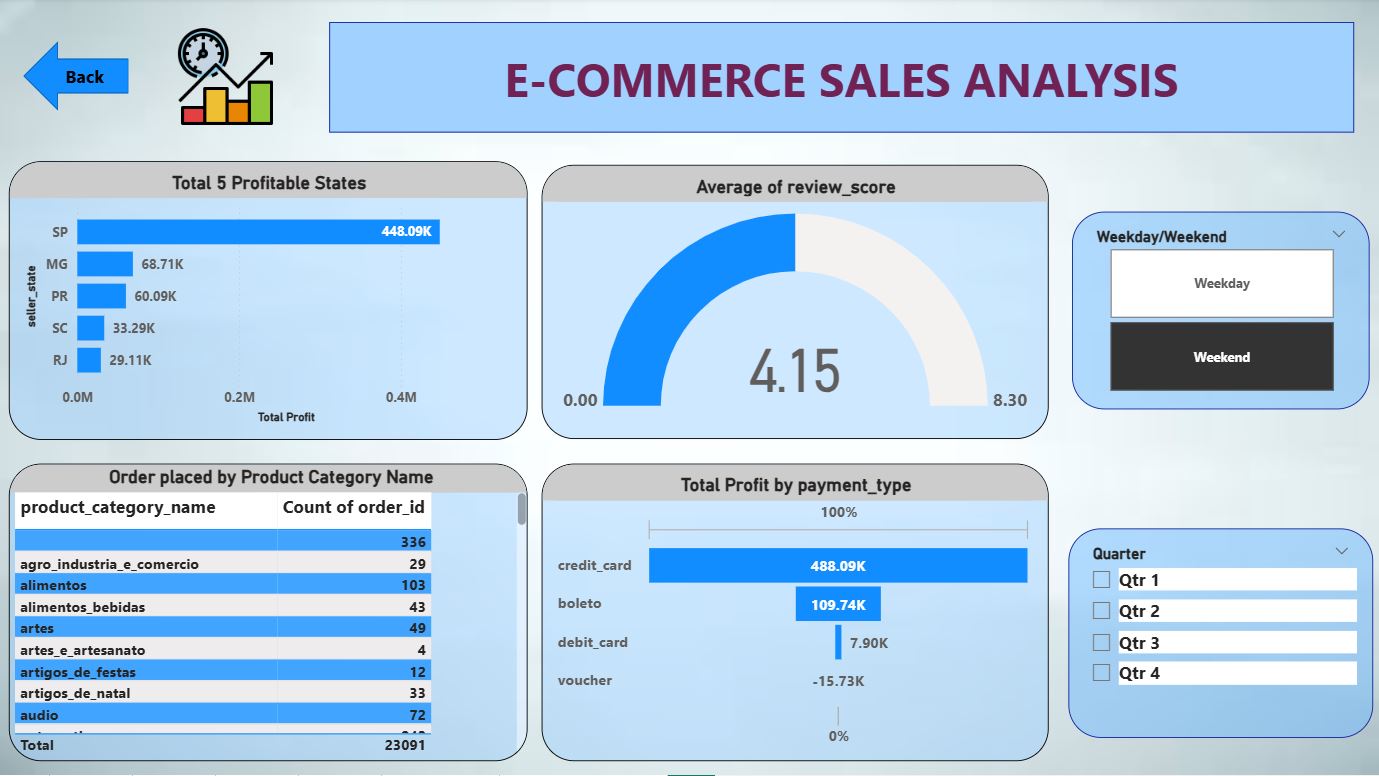 Back
E-COMMERCE SALES ANALYSIS
Total 5 Profitable States
seller_state
SP 448.09K
MG 68.71K
PR 60.09K
SC 33.29K
RJ 29.11K
0.0M 0.2M 0.4M
Total Profit
Average of review_score
4.15
0.00 8.30
Weekday/Weekend
Weekday
Weekend
Order placed by Product Category Name
product_category_name Count of order_id
336
agro_industria_e_comercio 29
alimentos 103
alimentos_bebidas 43
artes 49
artes_e_artesanato 4
artigos_de_festas 12
artigos_de_natal 33
audio 72
Total 23091
Total Profit by payment_type
100%
credit_card 488.09K
boleto 109.74K
debit_card 7.90K
voucher -15.73K
0%
Quarter
Qtr 1
Qtr 2
Qtr 3
Qtr 4